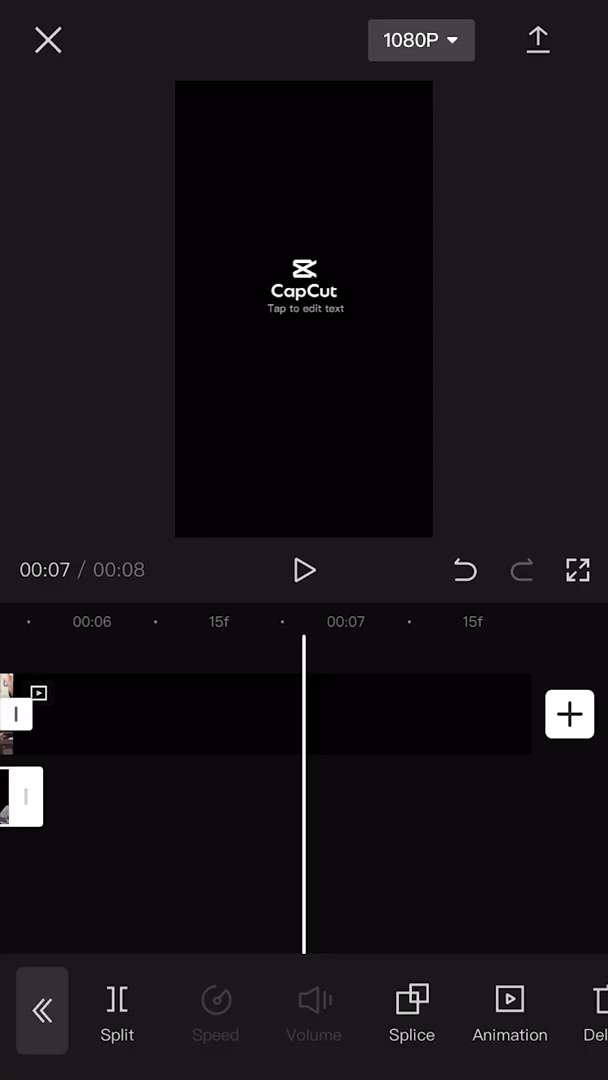 1080P
CapCut
Tap to edit text
00:07 / 00:08
00:06 15f 00:07 15f
Split Speed Volume Splice Animation Del